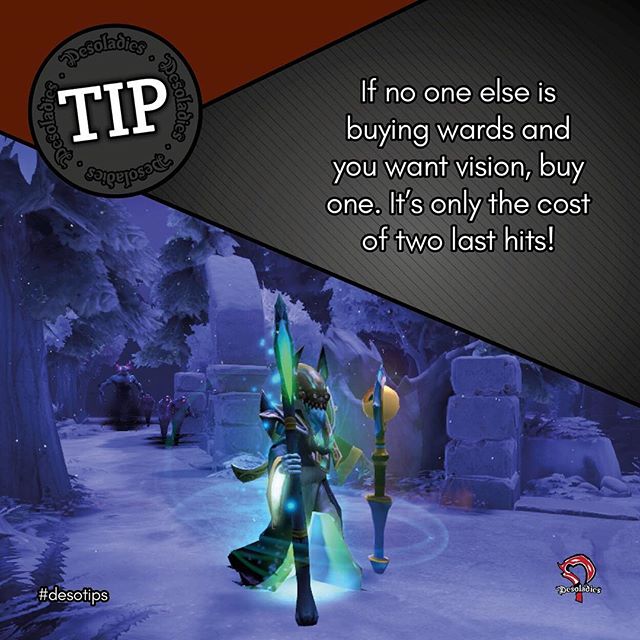 Desoladies
Desoladies
Desoladies
Desoladies
TIP
If no one else is
buying wards and
you want vision, buy
one. It's only the cost
of two last hits!
#desotips
Desoladies